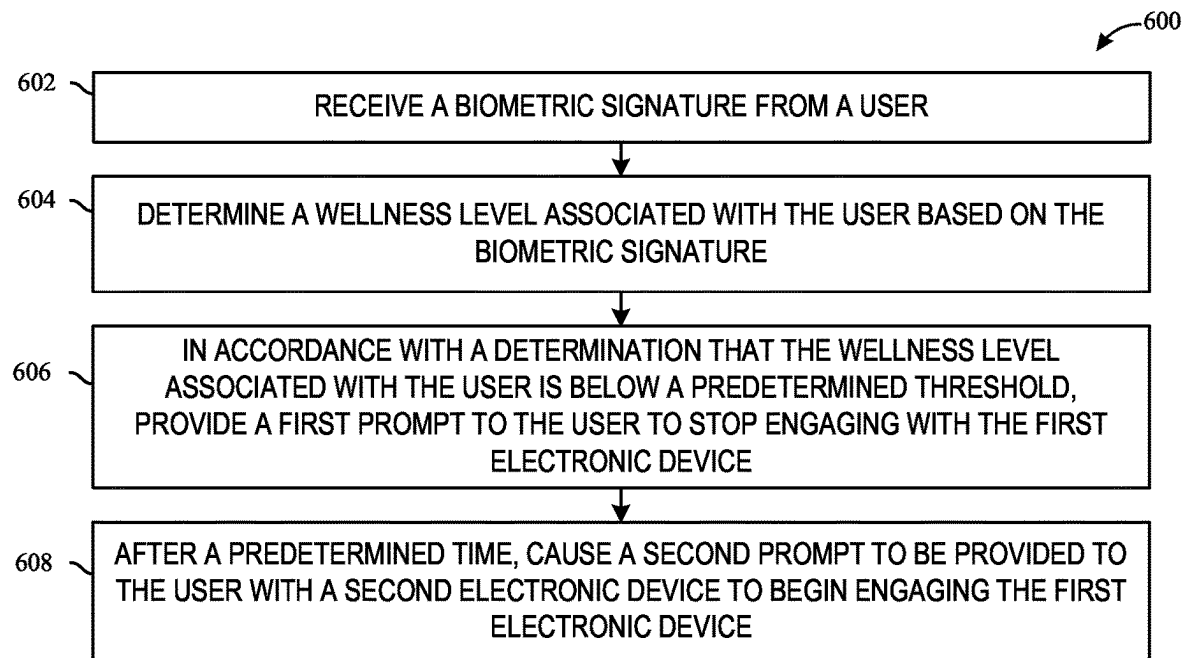 600
602
RECEIVE A BIOMETRIC SIGNATURE FROM A USER
604
DETERMINE A WELLNESS LEVEL ASSOCIATED WITH THE USER BASED ON THE
BIOMETRIC SIGNATURE
606
IN ACCORDANCE WITH A DETERMINATION THAT THE WELLNESS LEVEL
ASSOCIATED WITH THE USER IS BELOW A PREDETERMINED THRESHOLD,
PROVIDE A FIRST PROMPT TO THE USER TO STOP ENGAGING WITH THE FIRST
ELECTRONIC DEVICE
608
AFTER A PREDETERMINED TIME, CAUSE A SECOND PROMPT TO BE PROVIDED TO
THE USER WITH A SECOND ELECTRONIC DEVICE TO BEGIN ENGAGING THE FIRST
ELECTRONIC DEVICE